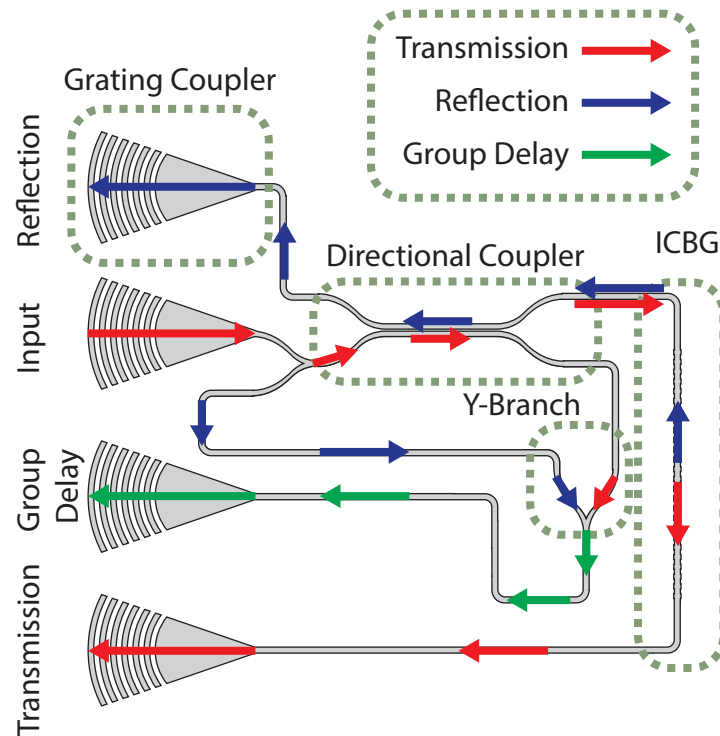 Transmission
Reflection
Group Delay
Grating Coupler
Reflection
Directional Coupler
ICBG
Input
Y-Branch
Group
Delay
Transmission